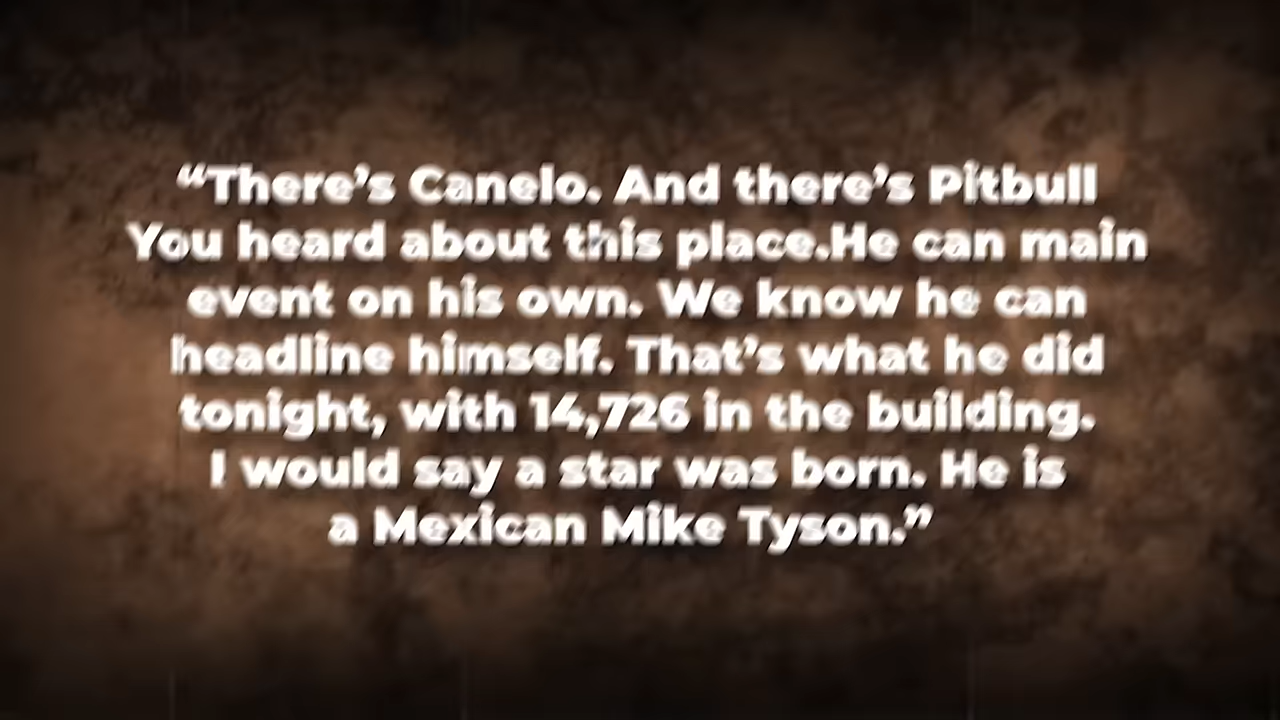 “There’s Canelo. And there’s Pitbull
You heard about this place.He can main
event on his own. We know he can
headline himself. That’s what he did
tonight, with 14,726 in the building.
I would say a star was born. He is
a Mexican Mike Tyson.”